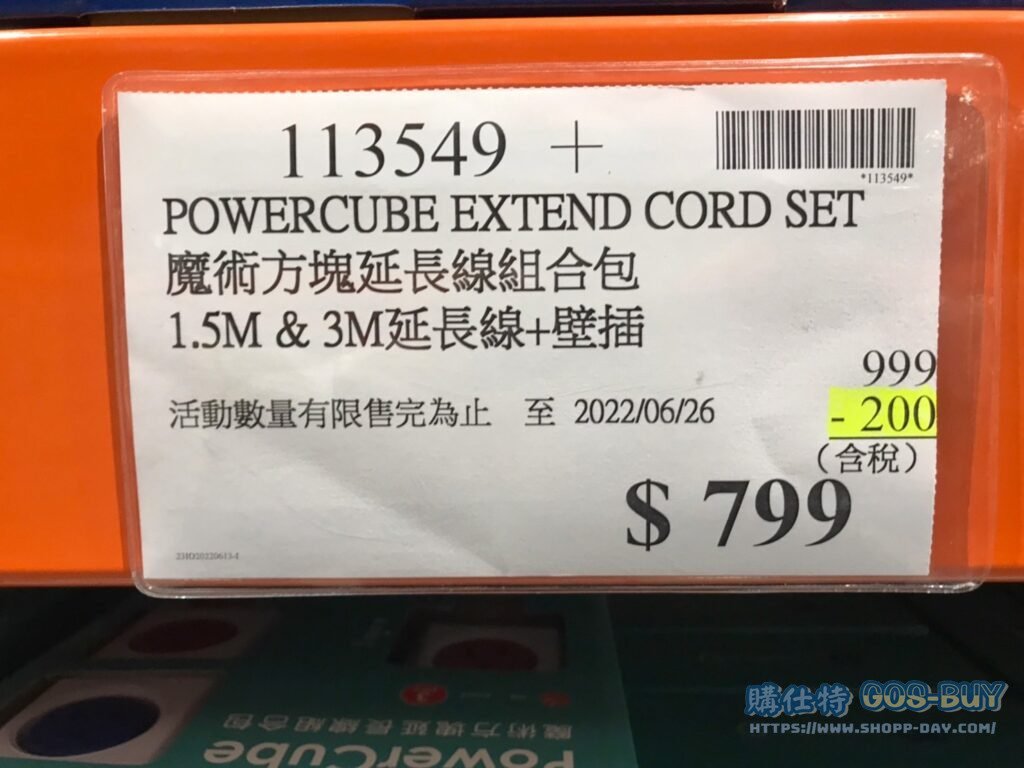 113549 +
*113549*
POWERCUBE EXTEND CORD SET
魔術方塊延長線組合包
1.5M & 3M延長線+壁插
999
活動數量有限售完為止 至 2022/06/26
- 200
(含稅)
$ 799
魔術方塊延長線組合包
PowerCube
購仕特 GOS-BUY
HTTPS://WWW.SHOPP-DAY.COM/